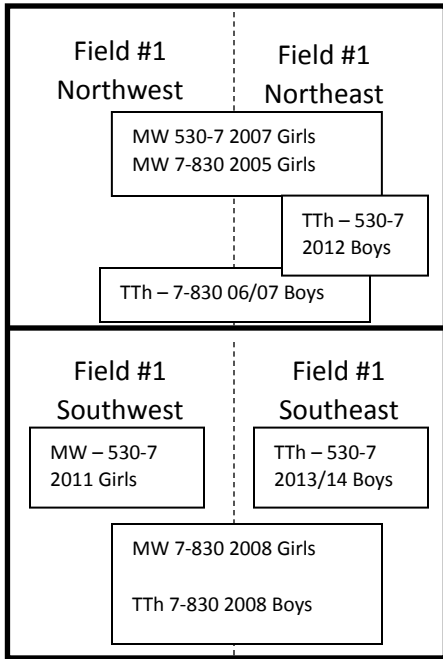 Field #1
Northwest
Field #1
Northeast
MW 530-7 2007 Girls
MW 7-830 2005 Girls
TTh – 530-7
2012 Boys
TTh – 7-830 06/07 Boys
Field #1
Southwest
Field #1
Southeast
MW – 530-7
2011 Girls
TTh – 530-7
2013/14 Boys
MW 7-830 2008 Girls
TTh 7-830 2008 Boys